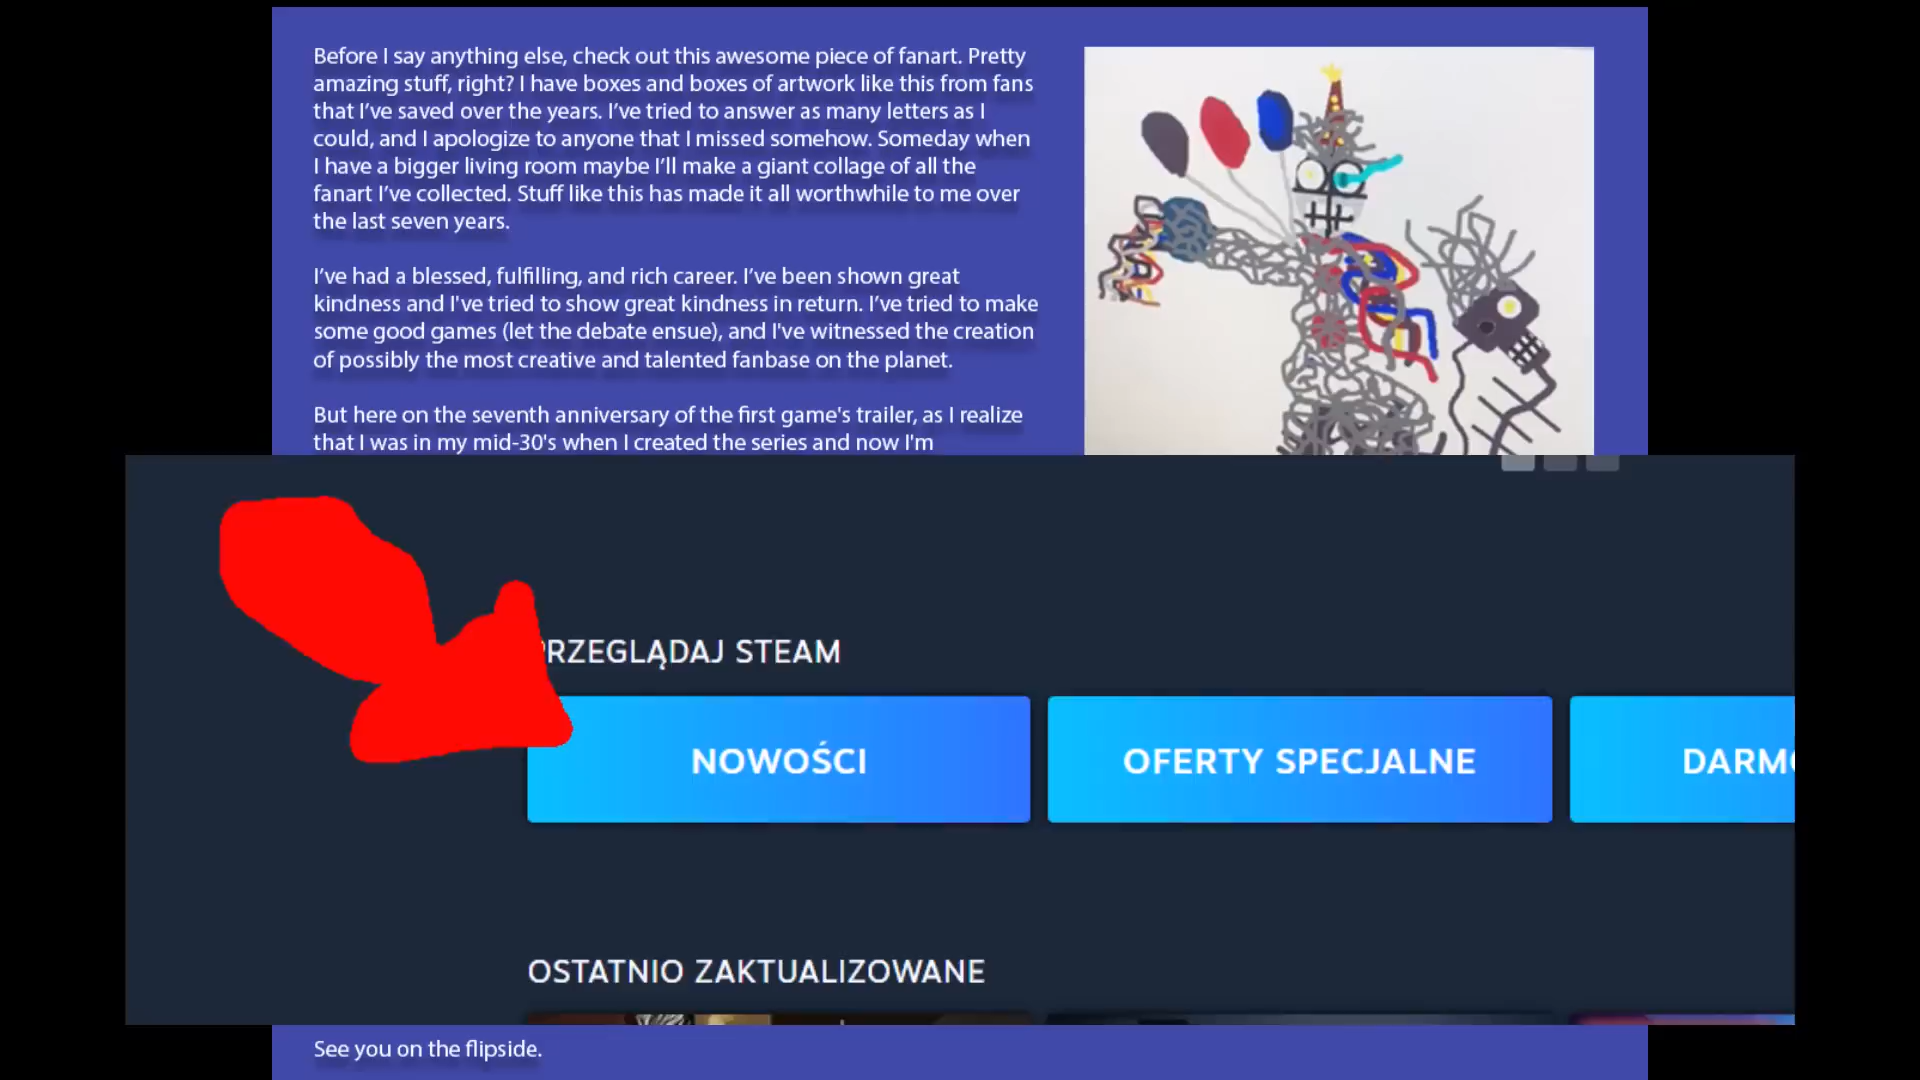 Before I say anything else, check out this awesome piece of fanart. Pretty
amazing stuff, right? I have boxes and boxes of artwork like this from fans
that I’ve saved over the years. I’ve tried to answer as many letters as I
could, and I apologize to anyone that I missed somehow. Someday when
I have a bigger living room maybe I’ll make a giant collage of all the
fanart I’ve collected. Stuff like this has made it all worthwhile to me over
the last seven years.
I’ve had a blessed, fulfilling, and rich career. I’ve been shown great
kindness and I've tried to show great kindness in return. I’ve tried to make
some good games (let the debate ensue), and I've witnessed the creation
of possibly the most creative and talented fanbase on the planet.
But here on the seventh anniversary of the first game's trailer, as I realize
that I was in my mid-30's when I created the series and now I'm
RZEGLĄDAJ STEAM
NOWOŚCI
OFERTY SPECJALNE
DARM
OSTATNIO ZAKTUALIZOWANE
See you on the flipside.